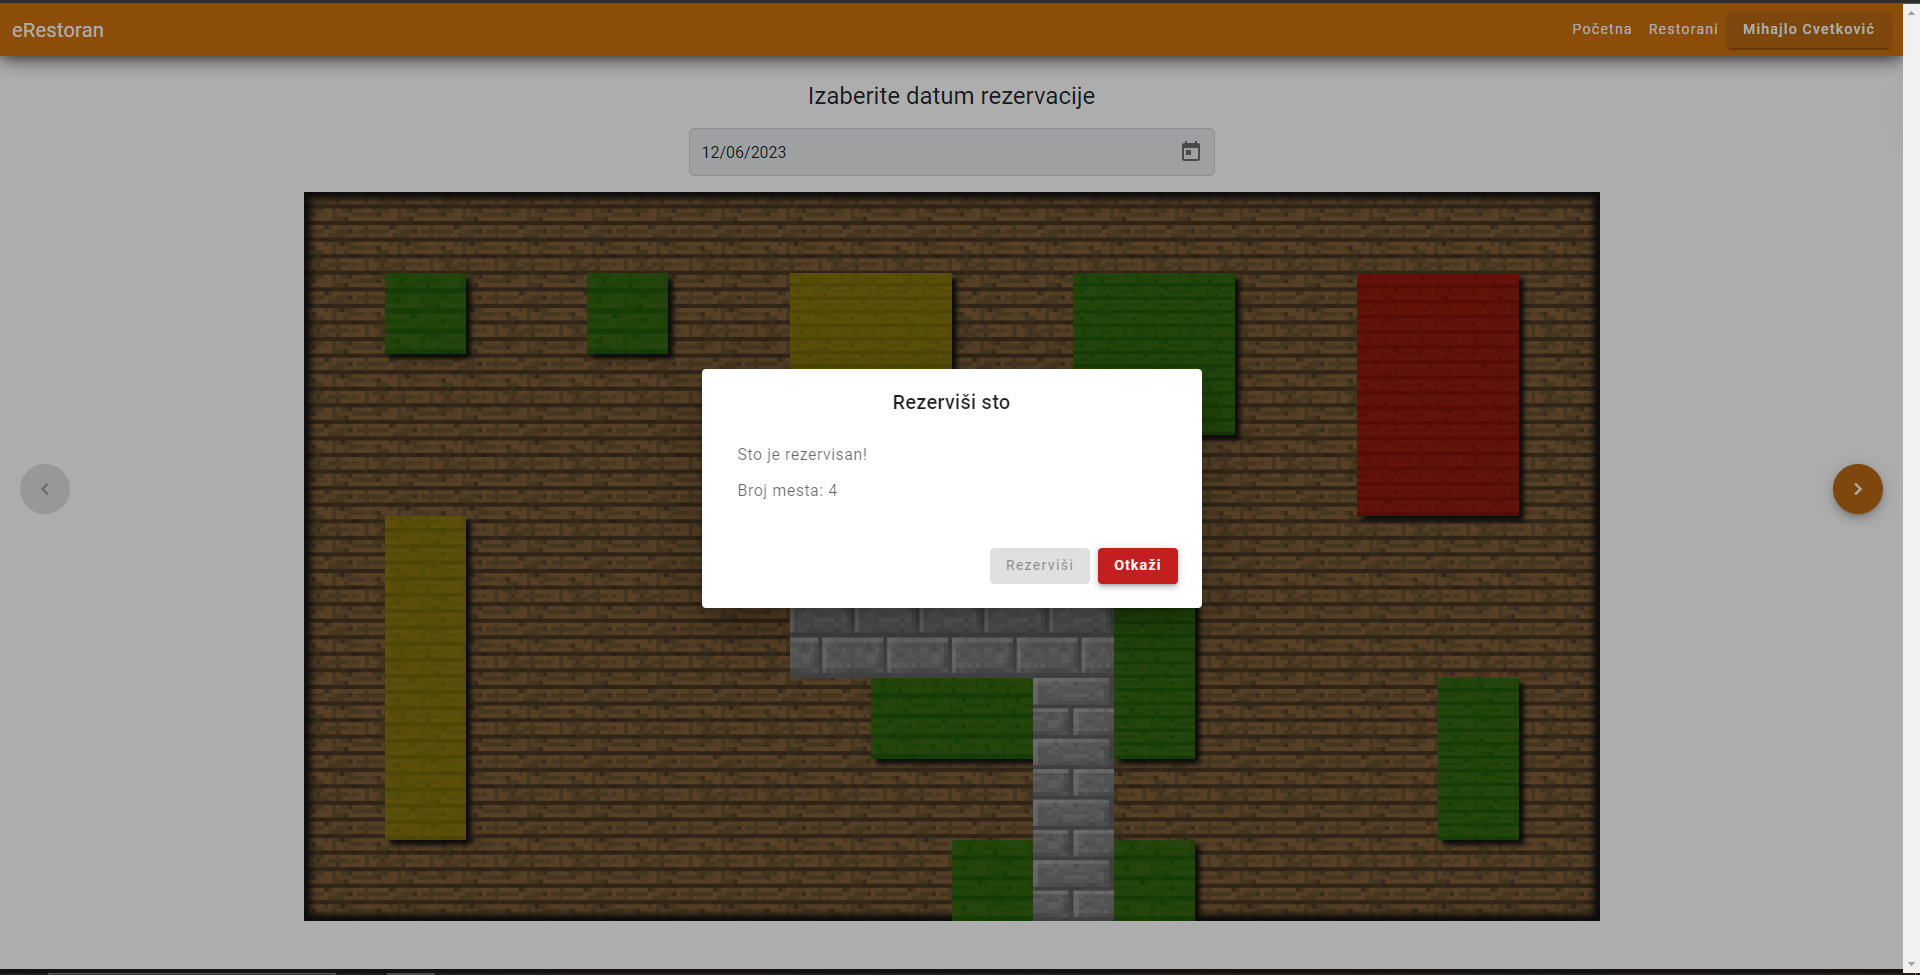 eRestoran
Početna Restorani Mihajlo Cvetković
Izaberite datum rezervacije
12/06/2023
Rezerviši sto
Sto je rezervisan!
Broj mesta: 4
Rezerviši Otkaži